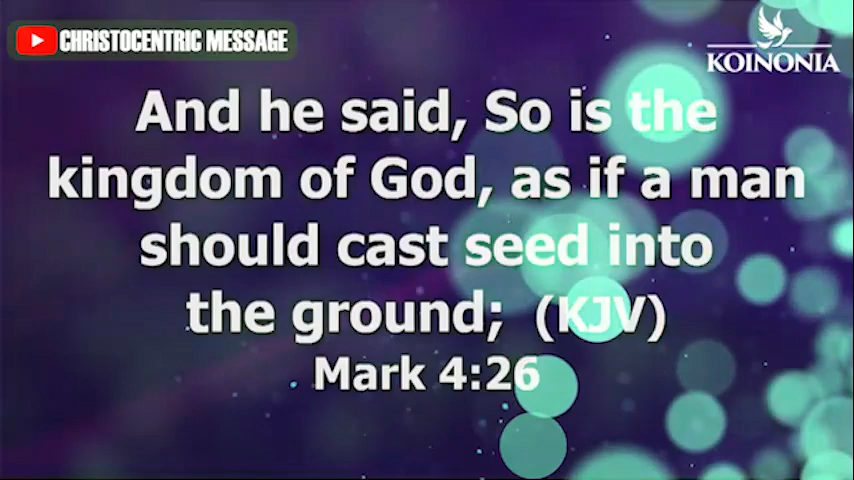 CHRISTOCENTRIC MESSAGE
KOINONIA
And he said, So is the
kingdom of God, as if a man
should cast seed into
the ground; (KJV)
Mark 4:26